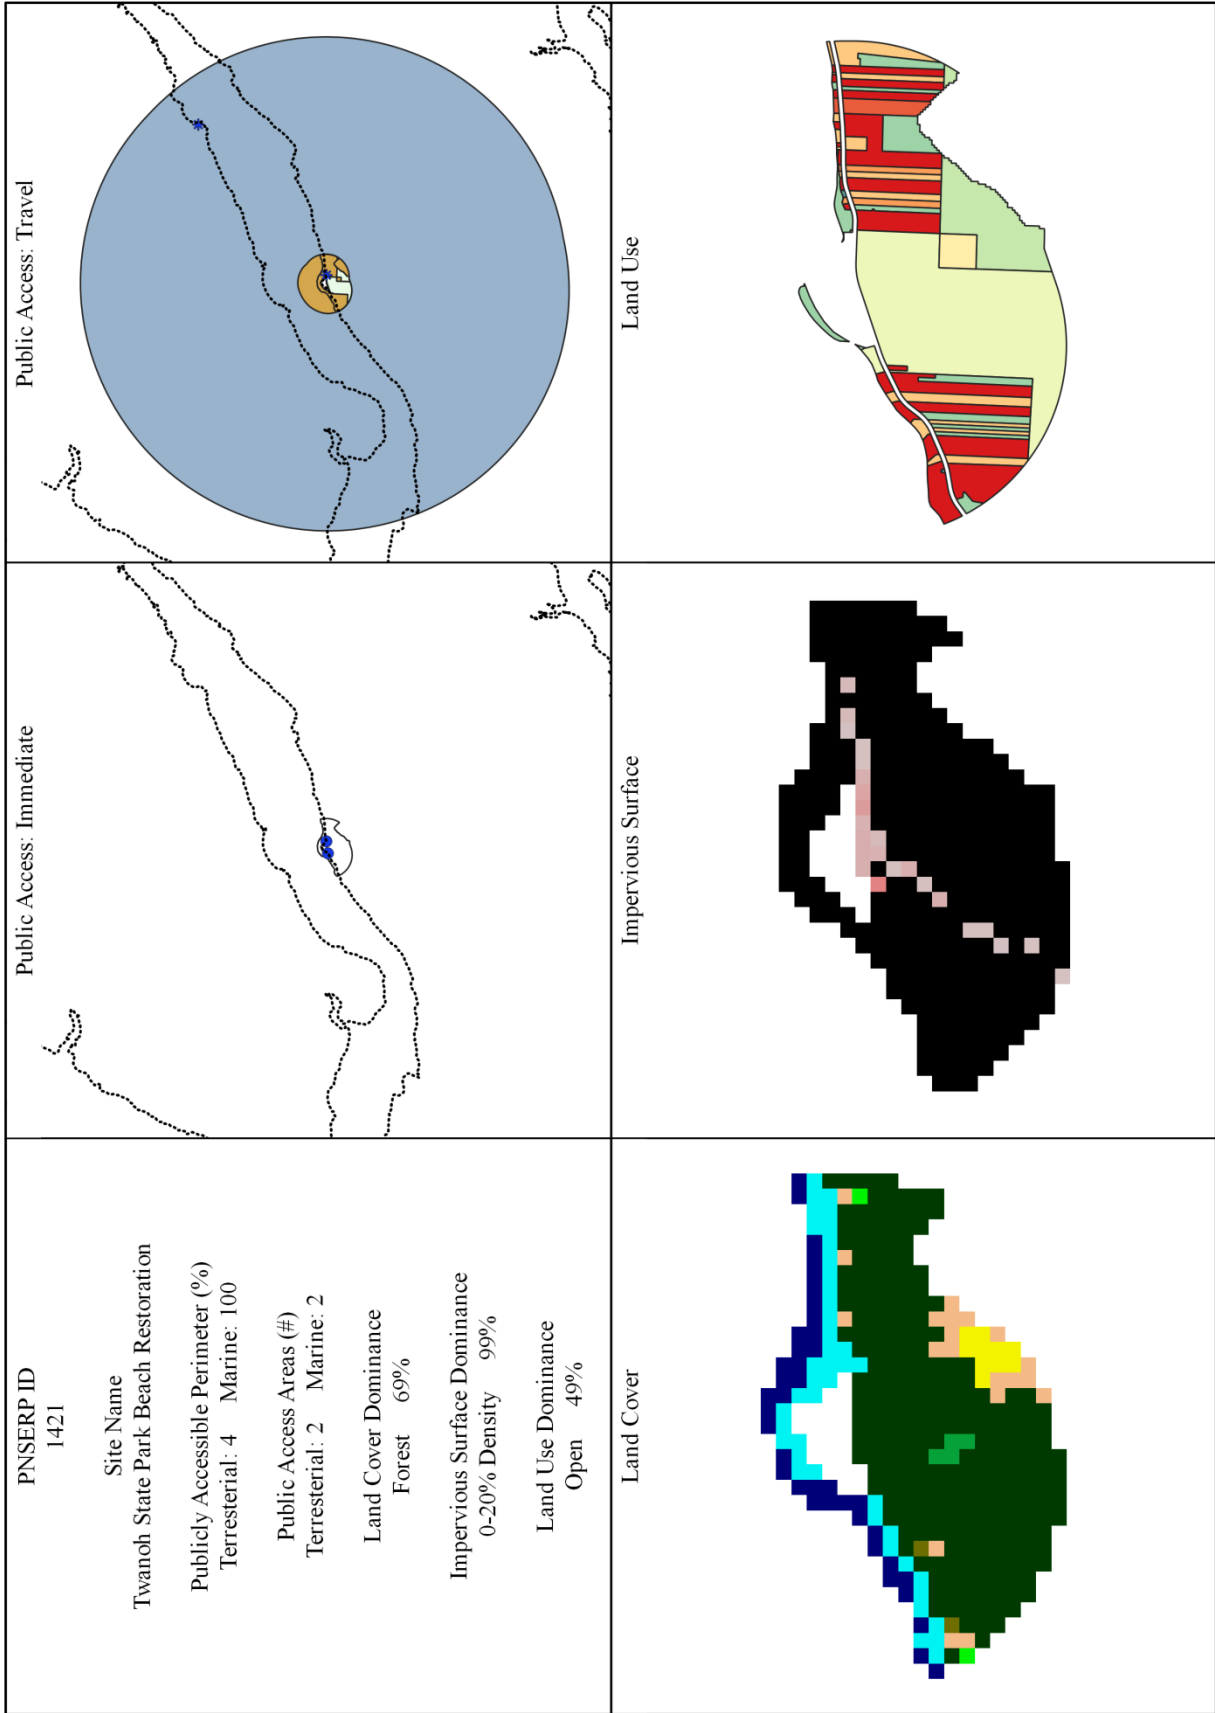 PNSERP ID
1421
Site Name
Twanoh State Park Beach Restoration
Publicly Accessible Perimeter (%)
Terresterial: 4 Marine: 100
Public Access Areas (#)
Terresterial: 2 Marine: 2
Land Cover Dominance
Forest 69%
Impervious Surface Dominance
0-20% Density 99%
Land Use Dominance
Open 49%
Public Access: Immediate
Public Access: Travel
Land Cover
Impervious Surface
Land Use